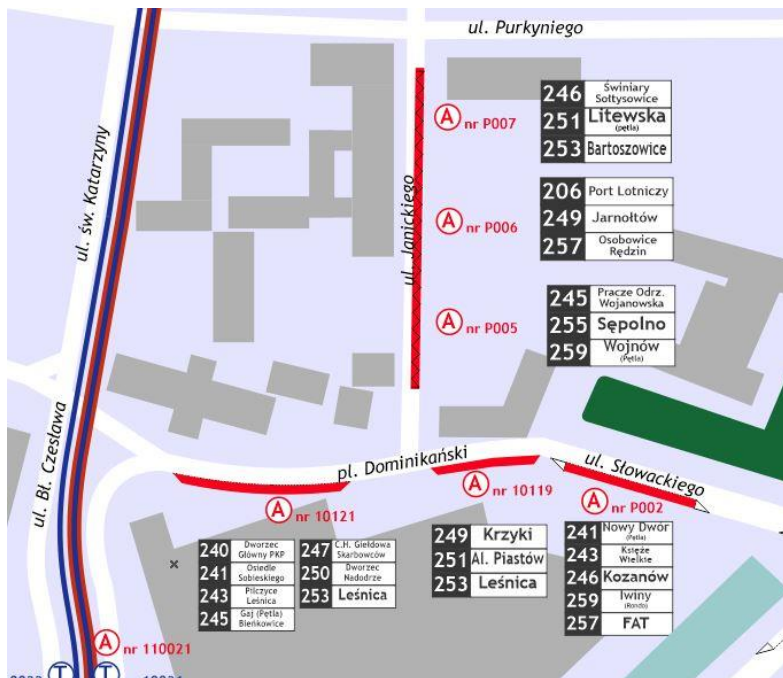 ul. Purkyniego
ul. św. Katarzyny
ul. Janickiego
A nr P007
246 Świniary Sołtysowice
251 Litewska (pętla)
253 Bartoszowice
A nr P006
206 Port Lotniczy
249 Jarnołtów
257 Osobowice Rędzin
A nr P005
245 Pracze Odrz. Wojanowska
255 Sępolno
259 Wojnów (Pętla)
ul. Bł. Czesława
pl. Dominikański
ul. Słowackiego
A nr 10121
240 Dworzec Główny PKP
241 Osiedle Sobieskiego
243 Pilczyce Leśnica
245 Gaj (Pętla) Bieńkowice
247 C.H. Giełdowa Skarbowców
250 Dworzec Nadodrze
253 Leśnica
A nr 10119
249 Krzyki
251 Al. Piastów
253 Leśnica
A nr P002
241 Nowy Dwór (Pętla)
243 Księże Wielkie
246 Kozanów
259 Iwiny (Rondo)
257 FAT
A nr 110021
T T